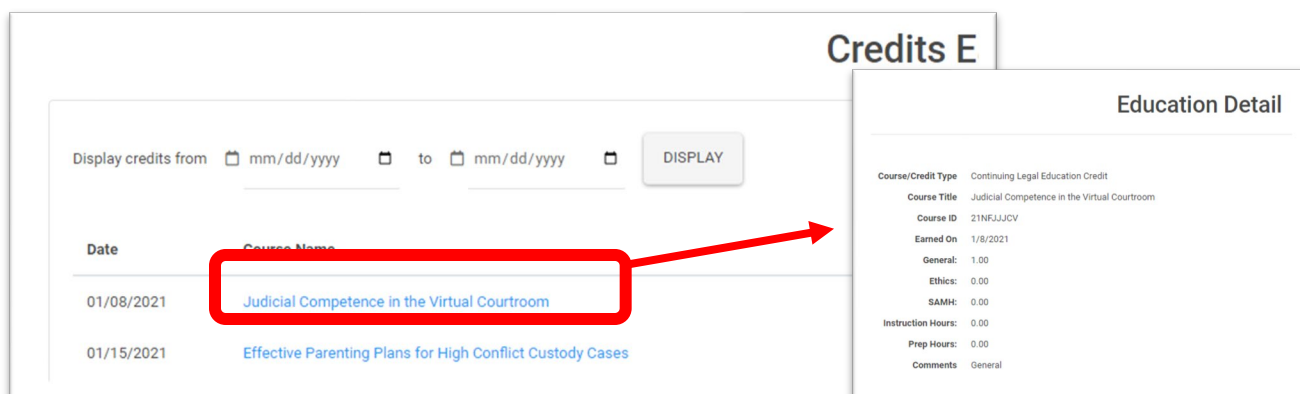 Credits E
Display credits from mm/dd/yyyy to mm/dd/yyyy DISPLAY
Date Course Name
01/08/2021 Judicial Competence in the Virtual Courtroom
01/15/2021 Effective Parenting Plans for High Conflict Custody Cases
Education Detail
Course/Credit Type Continuing Legal Education Credit
Course Title Judicial Competence in the Virtual Courtroom
Course ID 21NFJJJCV
Earned On 1/8/2021
General: 1.00
Ethics: 0.00
SAMH: 0.00
Instruction Hours: 0.00
Prep Hours: 0.00
Comments General